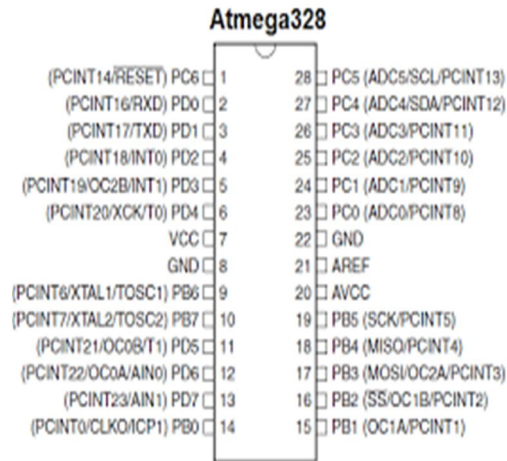 Atmega328
(PCINT14/RESET) PC6 1 28 PC5 (ADC5/SCL/PCINT13)
(PCINT16/RXD) PD0 2 27 PC4 (ADC4/SDA/PCINT12)
(PCINT17/TXD) PD1 3 26 PC3 (ADC3/PCINT11)
(PCINT18/INT0) PD2 4 25 PC2 (ADC2/PCINT10)
(PCINT19/OC2B/INT1) PD3 5 24 PC1 (ADC1/PCINT9)
(PCINT20/XCK/T0) PD4 6 23 PC0 (ADC0/PCINT8)
VCC 7 22 GND
GND 8 21 AREF
(PCINT6/XTAL1/TOSC1) PB6 9 20 AVCC
(PCINT7/XTAL2/TOSC2) PB7 10 19 PB5 (SCK/PCINT5)
(PCINT21/OC0B/T1) PD5 11 18 PB4 (MISO/PCINT4)
(PCINT22/OC0A/AIN0) PD6 12 17 PB3 (MOSI/OC2A/PCINT3)
(PCINT23/AIN1) PD7 13 16 PB2 (SS/OC1B/PCINT2)
(PCINT0/CLKO/ICP1) PB0 14 15 PB1 (OC1A/PCINT1)